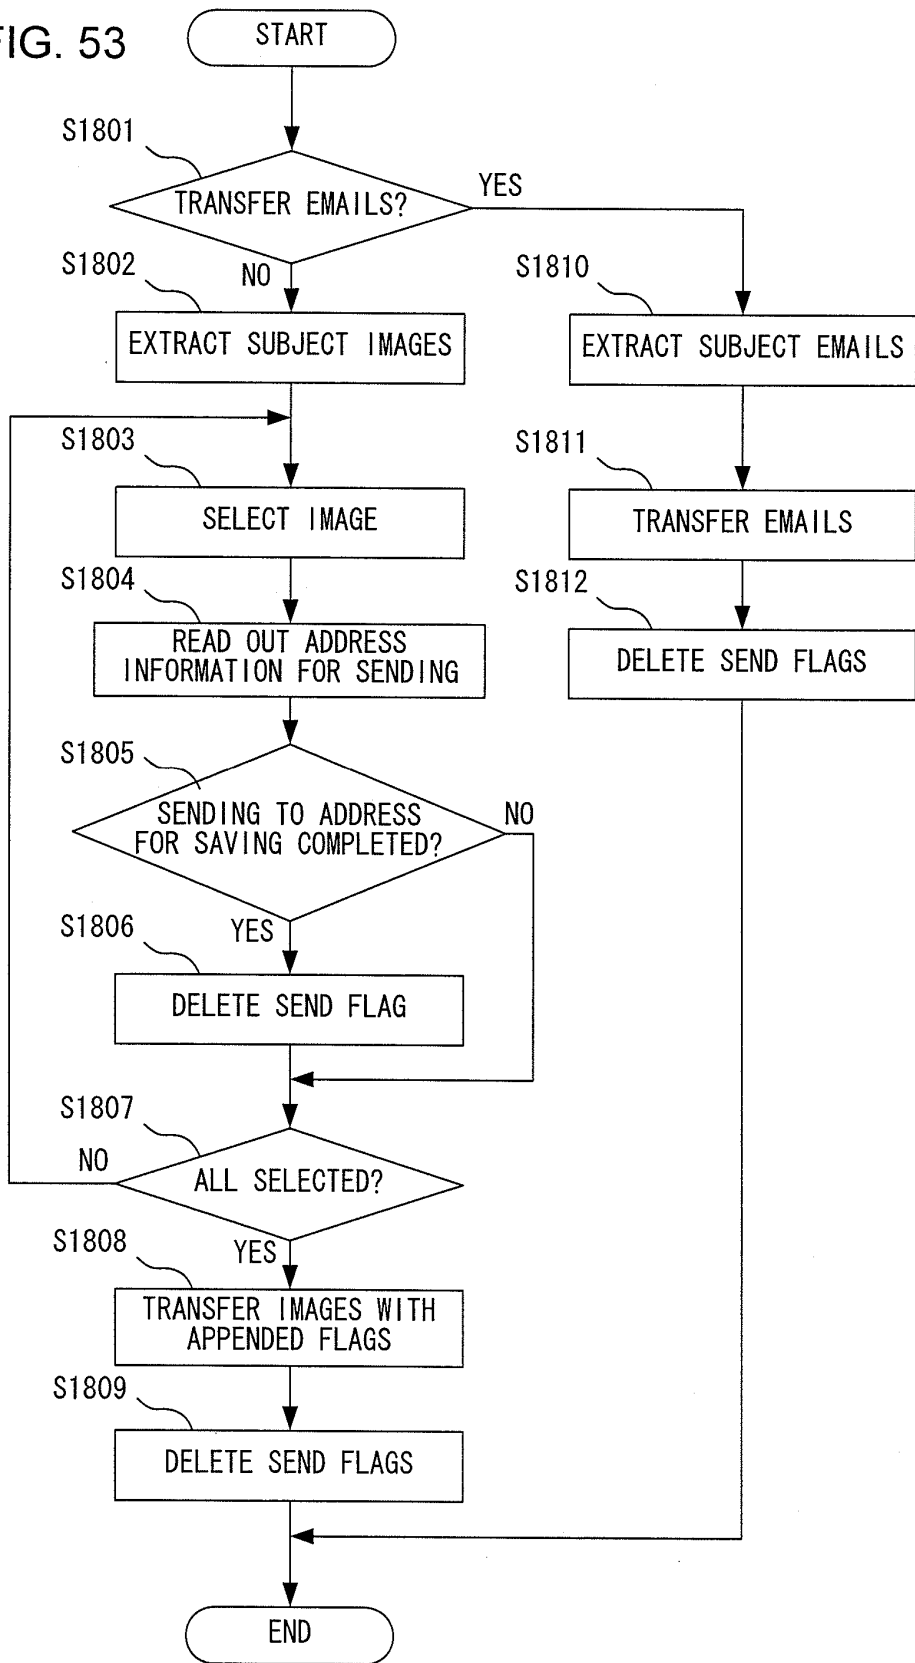 FIG. 53
START
S1801
TRANSFER EMAILS?
YES
NO
S1802
EXTRACT SUBJECT IMAGES
S1810
EXTRACT SUBJECT EMAILS
S1803
SELECT IMAGE
S1811
TRANSFER EMAILS
S1804
READ OUT ADDRESS
INFORMATION FOR SENDING
S1812
DELETE SEND FLAGS
S1805
SENDING TO ADDRESS
FOR SAVING COMPLETED?
NO
YES
S1806
DELETE SEND FLAG
S1807
ALL SELECTED?
NO
YES
S1808
TRANSFER IMAGES WITH
APPENDED FLAGS
S1809
DELETE SEND FLAGS
END